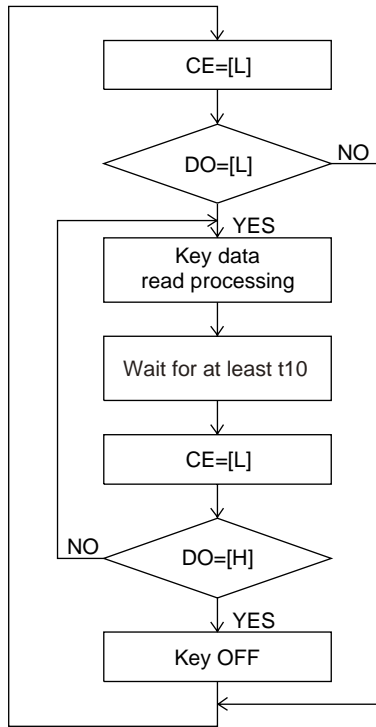 CE=[L]
DO=[L]
NO
YES
Key data
read processing
Wait for at least t10
CE=[L]
NO
DO=[H]
YES
Key OFF